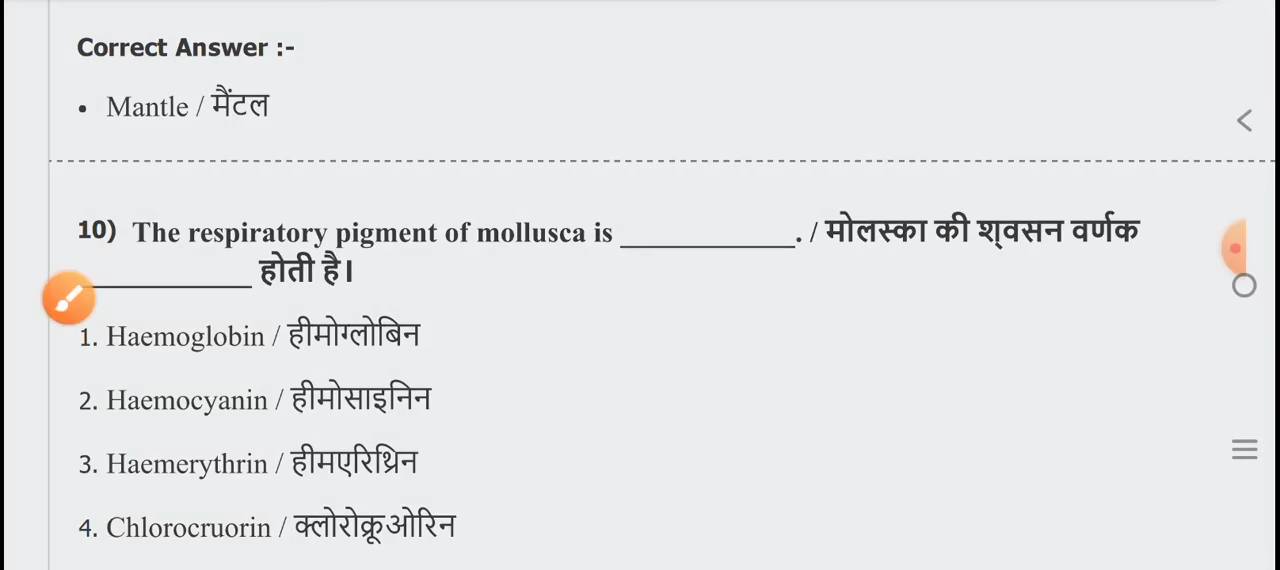 Correct Answer :-
• Mantle / मैंटल
10) The respiratory pigment of mollusca is ____________. / मोलस्का की श्वसन वर्णक
____________ होती है।
1. Haemoglobin / हीमोग्लोबिन
2. Haemocyanin / हीमोसाइनिन
3. Haemerythrin / हीमएरिथ्रिन
4. Chlorocruorin / क्लोरोक्रूओरिन